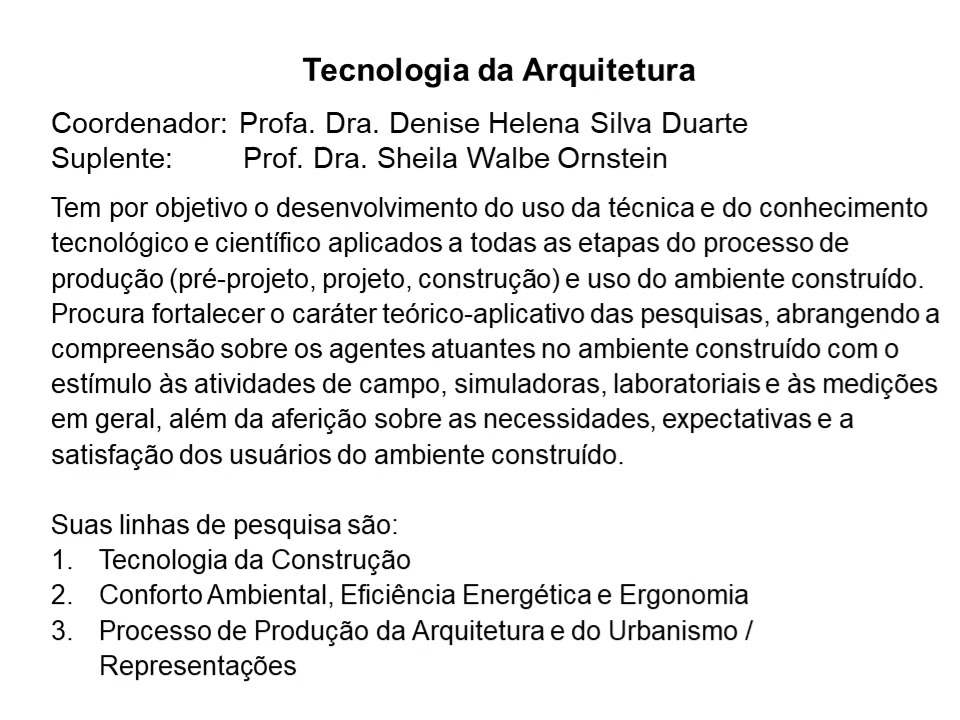 Tecnologia da Arquitetura
Coordenador: Profa. Dra. Denise Helena Silva Duarte
Suplente: Prof. Dra. Sheila Walbe Ornstein
Tem por objetivo o desenvolvimento do uso da técnica e do conhecimento
tecnológico e científico aplicados a todas as etapas do processo de
produção (pré-projeto, projeto, construção) e uso do ambiente construído.
Procura fortalecer o caráter teórico-aplicativo das pesquisas, abrangendo a
compreensão sobre os agentes atuantes no ambiente construído com o
estímulo às atividades de campo, simuladoras, laboratoriais e às medições
em geral, além da aferição sobre as necessidades, expectativas e a
satisfação dos usuários do ambiente construído.
Suas linhas de pesquisa são:
1. Tecnologia da Construção
2. Conforto Ambiental, Eficiência Energética e Ergonomia
3. Processo de Produção da Arquitetura e do Urbanismo /
Representações